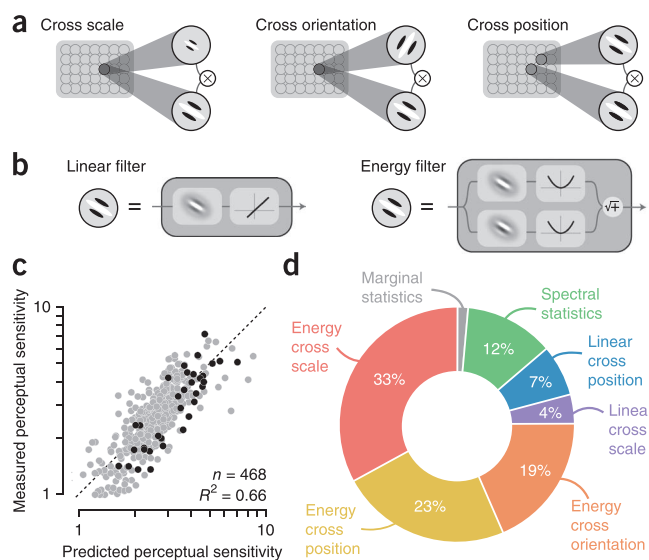 a
Cross scale
Cross orientation
Cross position
×
×
×
b
Linear filter
=
Energy filter
=
√+
c
Measured perceptual sensitivity
10
1
n = 468
R² = 0.66
1
10
Predicted perceptual sensitivity
d
Marginal
statistics
Spectral
statistics
12%
Linear
cross
position
7%
Linea
cross
scale
4%
Energy
cross
orientation
19%
Energy
cross
position
23%
Energy
cross
scale
33%